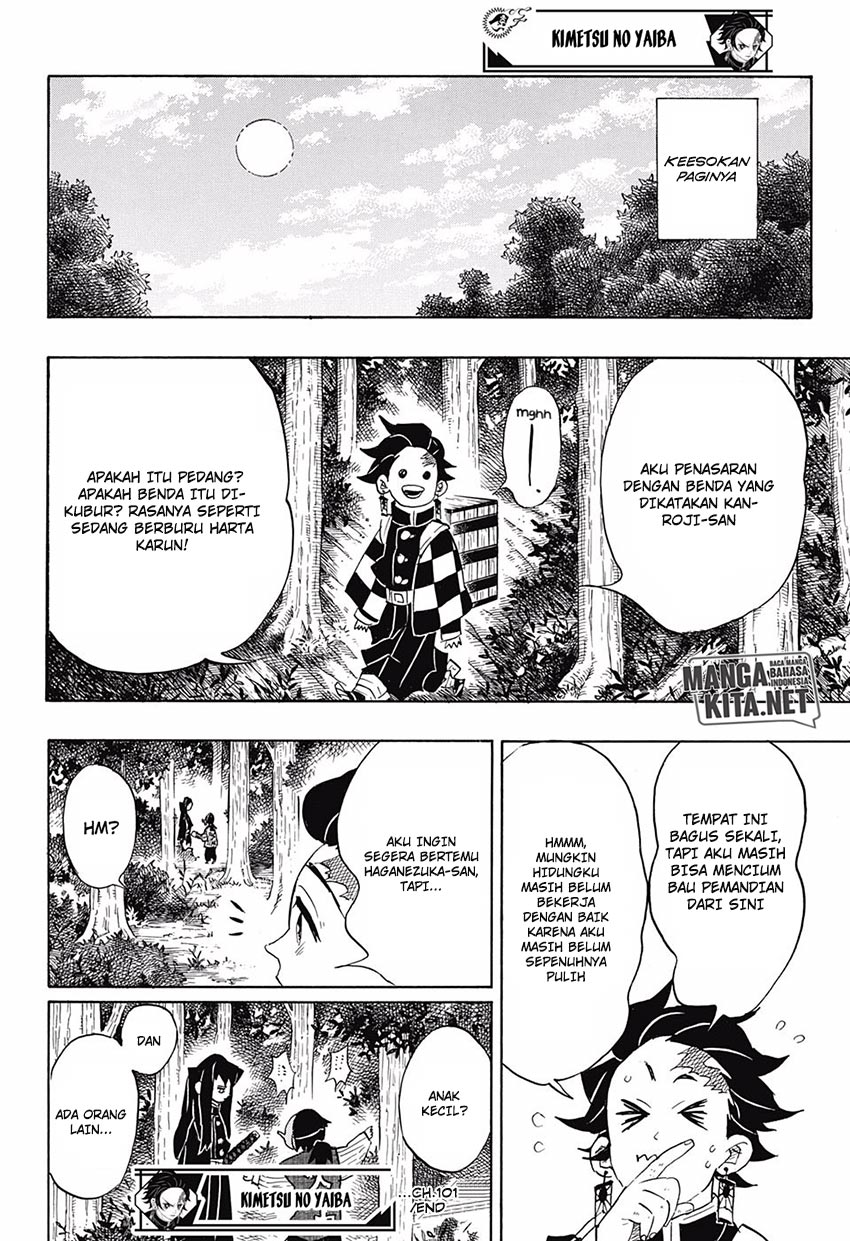 KIMETSU NO YAIBA
KEESOKAN
PAGINYA
AKU PENASARAN
DENGAN BENDA YANG
DIKATAKAN KAN-
ROJI-SAN
mghh
APAKAH ITU PEDANG?
APAKAH BENDA ITU DI-
KUBUR? RASANYA SEPERTI
SEDANG BERBURU HARTA
KARUN!
MANGA
KITA.NET
BACA MANGA
BAHASA
INDONESIA
TEMPAT INI
BAGUS SEKALI,
TAPI AKU MASIH
BISA MENCIUM
BAU PEMANDIAN
DARI SINI
HMMM,
MUNGKIN
HIDUNGKU
MASIH BELUM
BEKERJA
DENGAN BAIK
KARENA AKU
MASIH BELUM
SEPENUHNYA
PULIH
AKU INGIN
SEGERA BERTEMU
HAGANEZUKA-SAN,
TAPI...
HM?
ANAK
KECIL?
DAN
ADA ORANG
LAIN...
KIMETSU NO YAIBA
...CH.101
/END